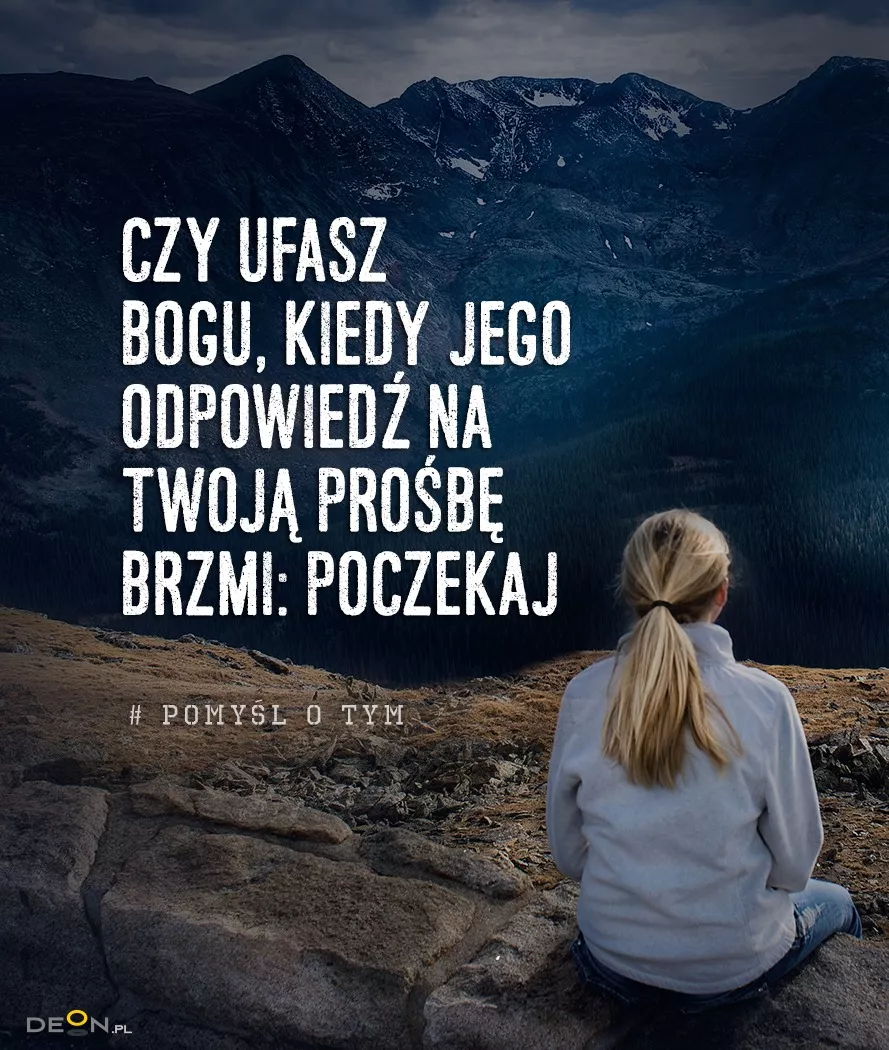 CZY UFASZ
BOGU, KIEDY JEGO
ODPOWIEDŹ NA
TWOJĄ PROŚBĘ
BRZMI: POCZEKAJ
# POMYŚL O TYM
DEON.PL